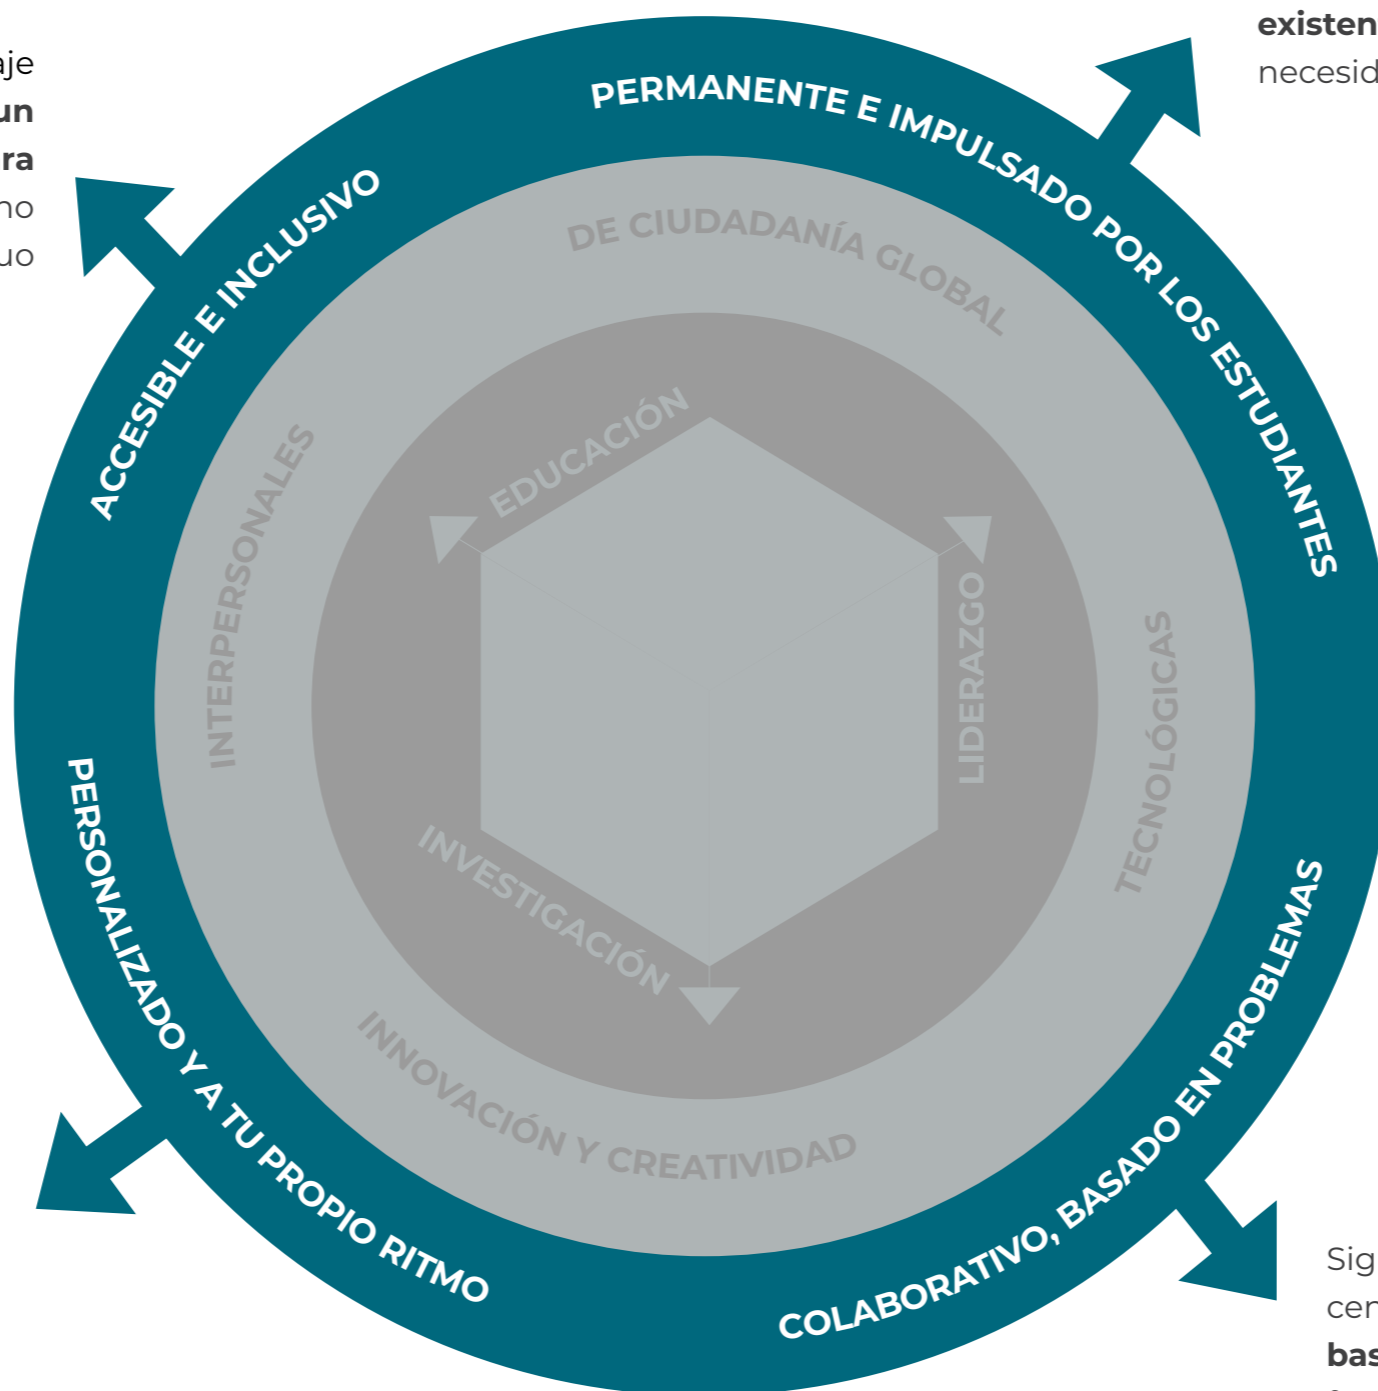 existen
necesid
aje
un
ra
no
uo
PERMANENTE E IMPULSADO POR LOS ESTUDIANTES
ACCESIBLE E INCLUSIVO
DE CIUDADANÍA GLOBAL
INTERPERSONALES
EDUCACIÓN
LIDERAZGO
TECNOLÓGICAS
INVESTIGACIÓN
INNOVACIÓN Y CREATIVIDAD
PERSONALIZADO Y A TU PROPIO RITMO
COLABORATIVO, BASADO EN PROBLEMAS
Sig
cen
bas